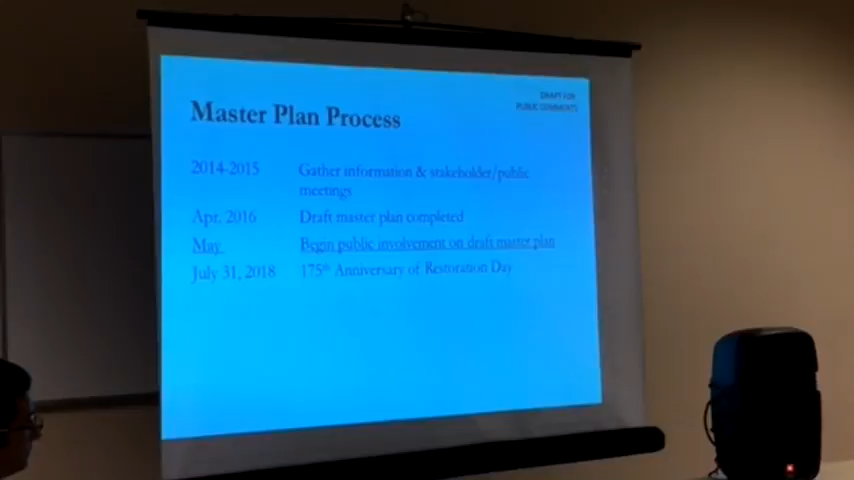 DRAFT FOR
PUBLIC COMMENTS
Master Plan Process
2014-2015 Gather information & stakeholder/public
meetings
Apr. 2016 Draft master plan completed
May Begin public involvement on draft master plan
July 31, 2018 175th Anniversary of Restoration Day